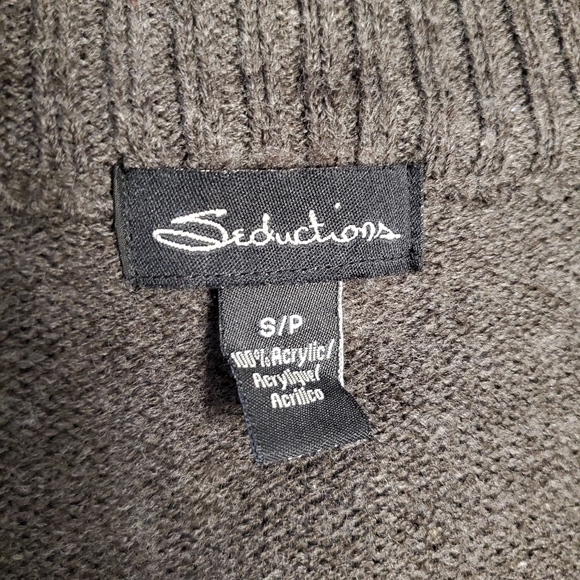 Seductions
S/P
100% Acrylic/
Acrylique/
Acrilico